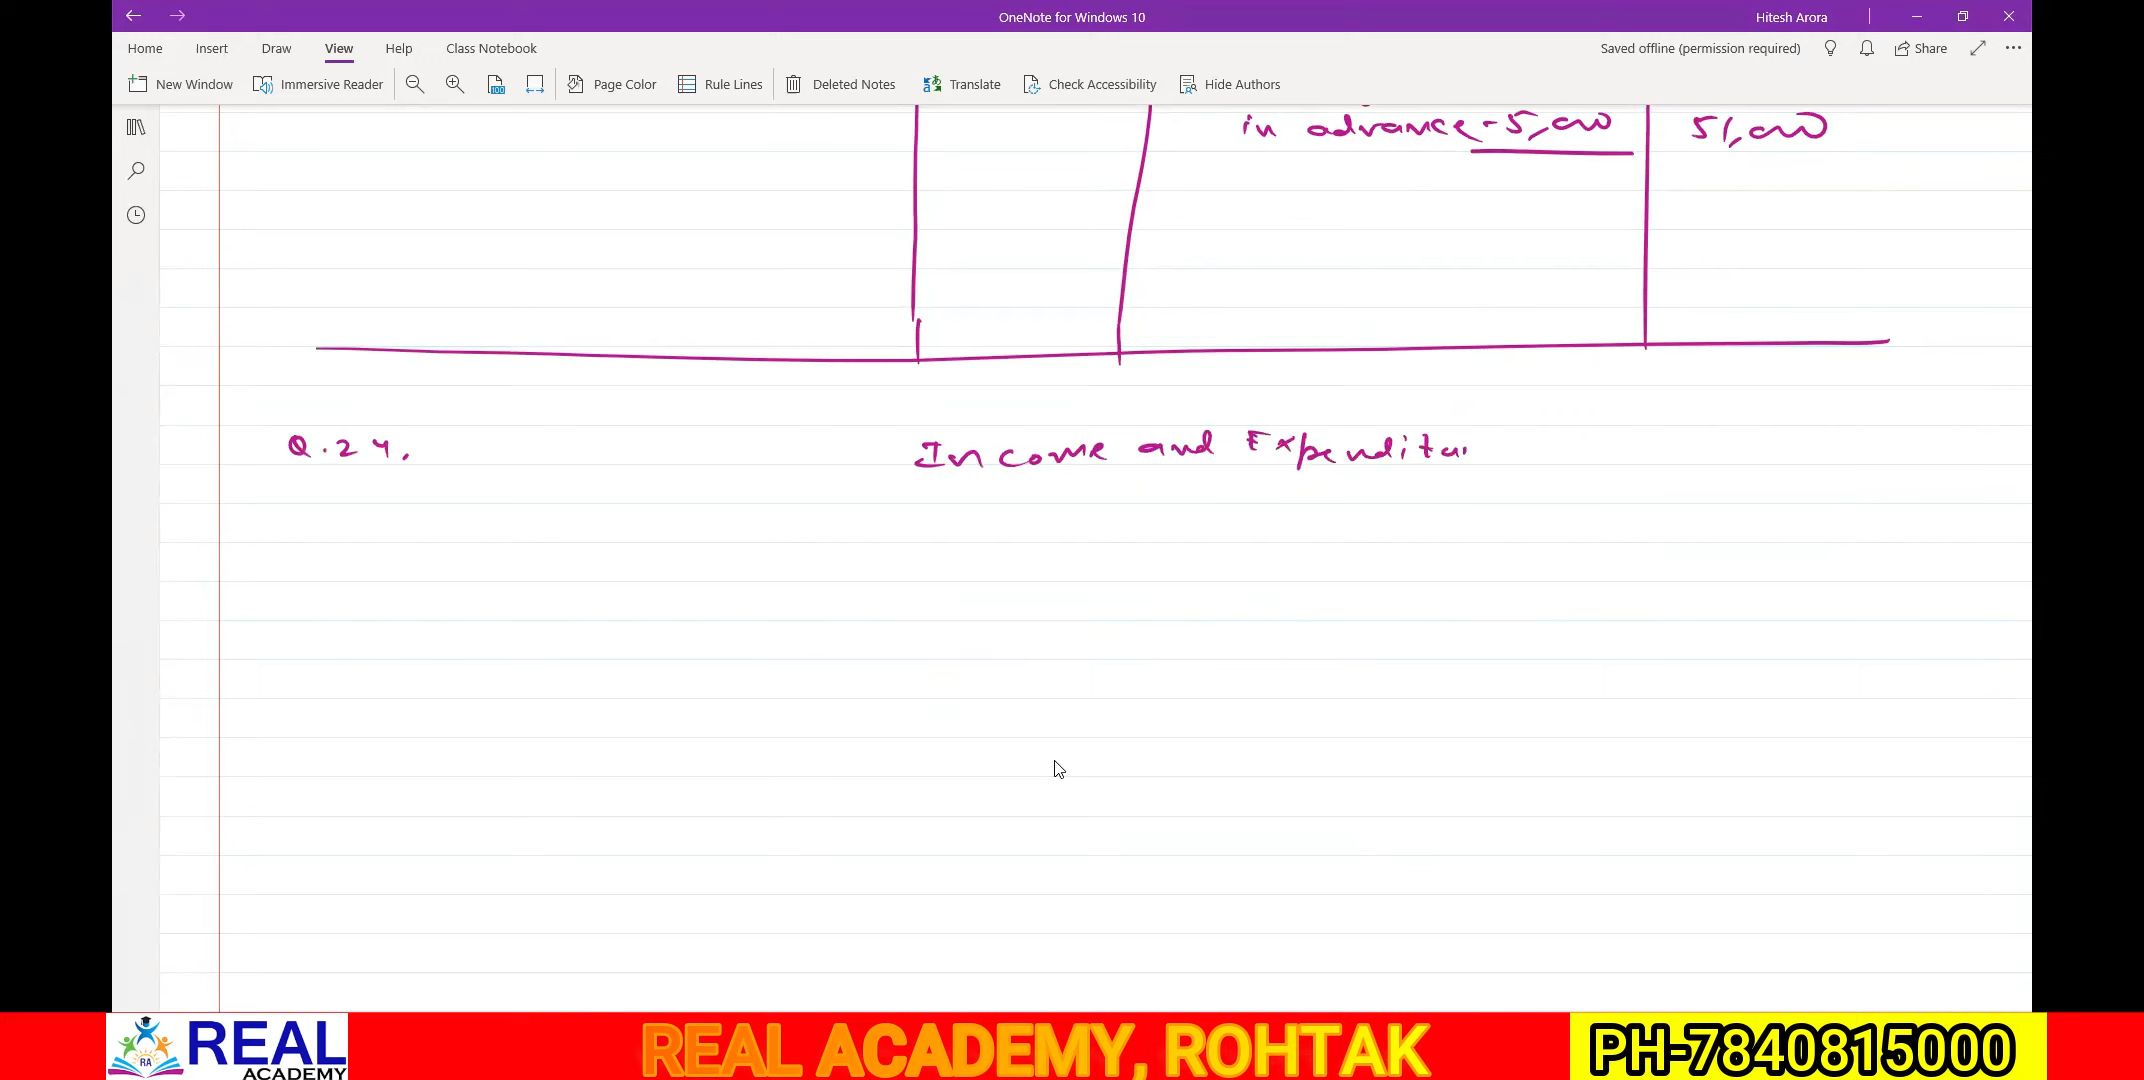 OneNote for Windows 10
Hitesh Arora
Home Insert Draw View Help Class Notebook
Saved offline (permission required) Share
New Window Immersive Reader 100 Page Color Rule Lines Deleted Notes Translate Check Accessibility Hide Authors
in advance - 5,000 51,000
Q.24. Income and Expenditu
RA REAL ACADEMY
REAL ACADEMY, ROHTAK
PH-7840815000